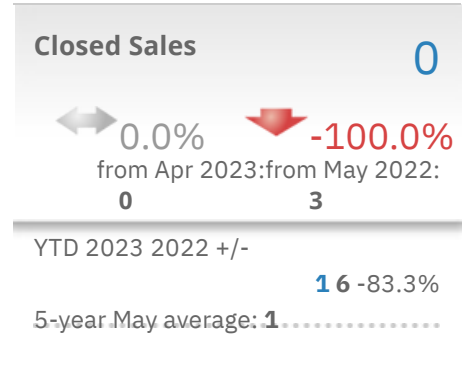 Closed Sales 0
0.0% -100.0%
from Apr 2023:from May 2022:
0 3
YTD 2023 2022 +/-
1 6 -83.3%
5-year May average: 1